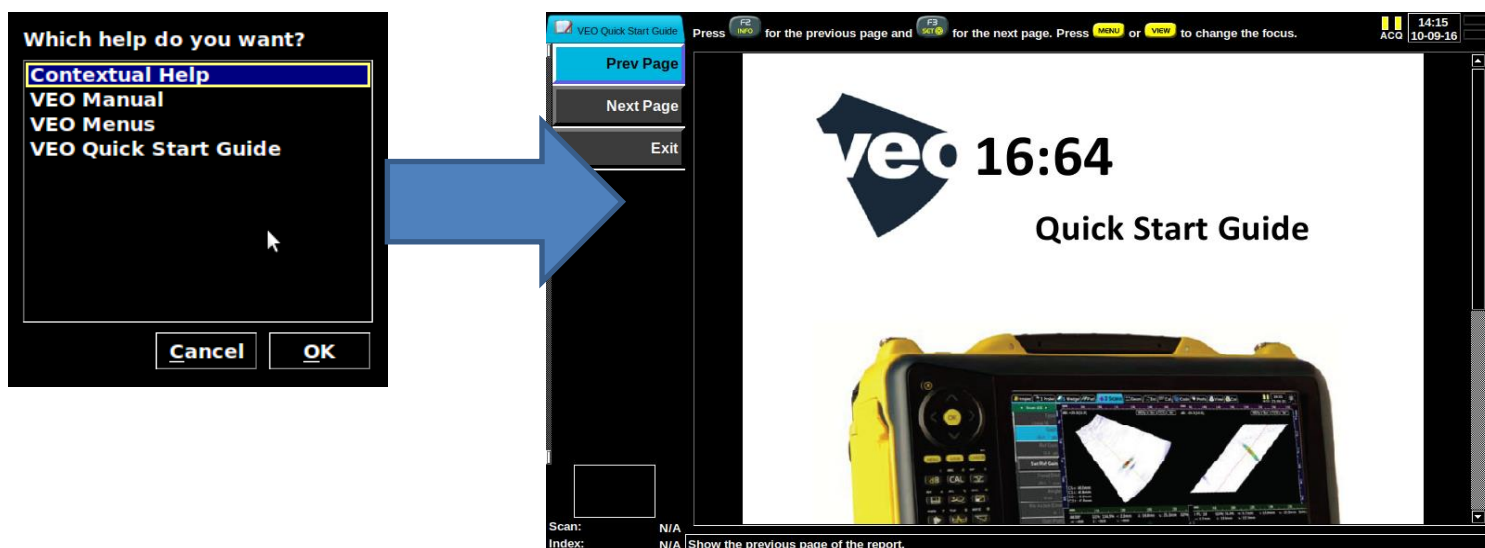 Which help do you want?
Contextual Help
VEO Manual
VEO Menus
VEO Quick Start Guide
Cancel
OK
VEO Quick Start Guide
Press F2 INFO for the previous page and F3 SET for the next page. Press MENU or VIEW to change the focus.
ACQ
14:15
10-09-16
Prev Page
Next Page
Exit
veo 16:64
Quick Start Guide
OK
CAL
Scan: N/A
Index: N/A
Show the previous page of the report.